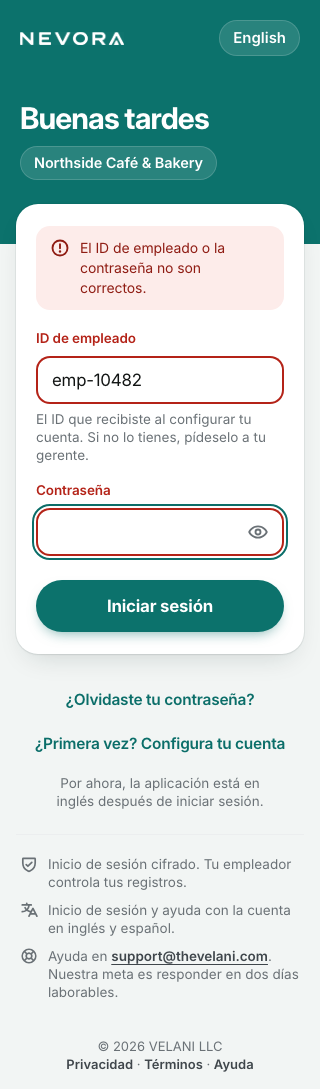 NEVORA
English
Buenas tardes
Northside Café & Bakery
El ID de empleado o la
contraseña no son
correctos.
ID de empleado
emp-10482
El ID que recibiste al configurar tu
cuenta. Si no lo tienes, pídeselo a tu
gerente.
Contraseña
Iniciar sesión
¿Olvidaste tu contraseña?
¿Primera vez? Configura tu cuenta
Por ahora, la aplicación está en
inglés después de iniciar sesión.
Inicio de sesión cifrado. Tu empleador
controla tus registros.
Inicio de sesión y ayuda con la cuenta
en inglés y español.
Ayuda en support@thevelani.com.
Nuestra meta es responder en dos días
laborables.
© 2026 VELANI LLC
Privacidad · Términos · Ayuda